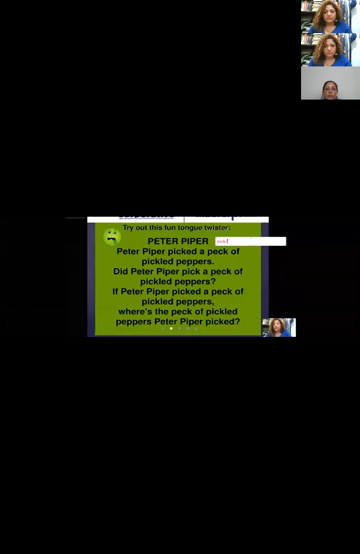 Try out this fun tongue twister:
PETER PIPER
Peter Piper picked a peck of
pickled peppers.
Did Peter Piper pick a peck of
pickled peppers?
If Peter Piper picked a peck of
pickled peppers,
where's the peck of pickled
peppers Peter Piper picked?